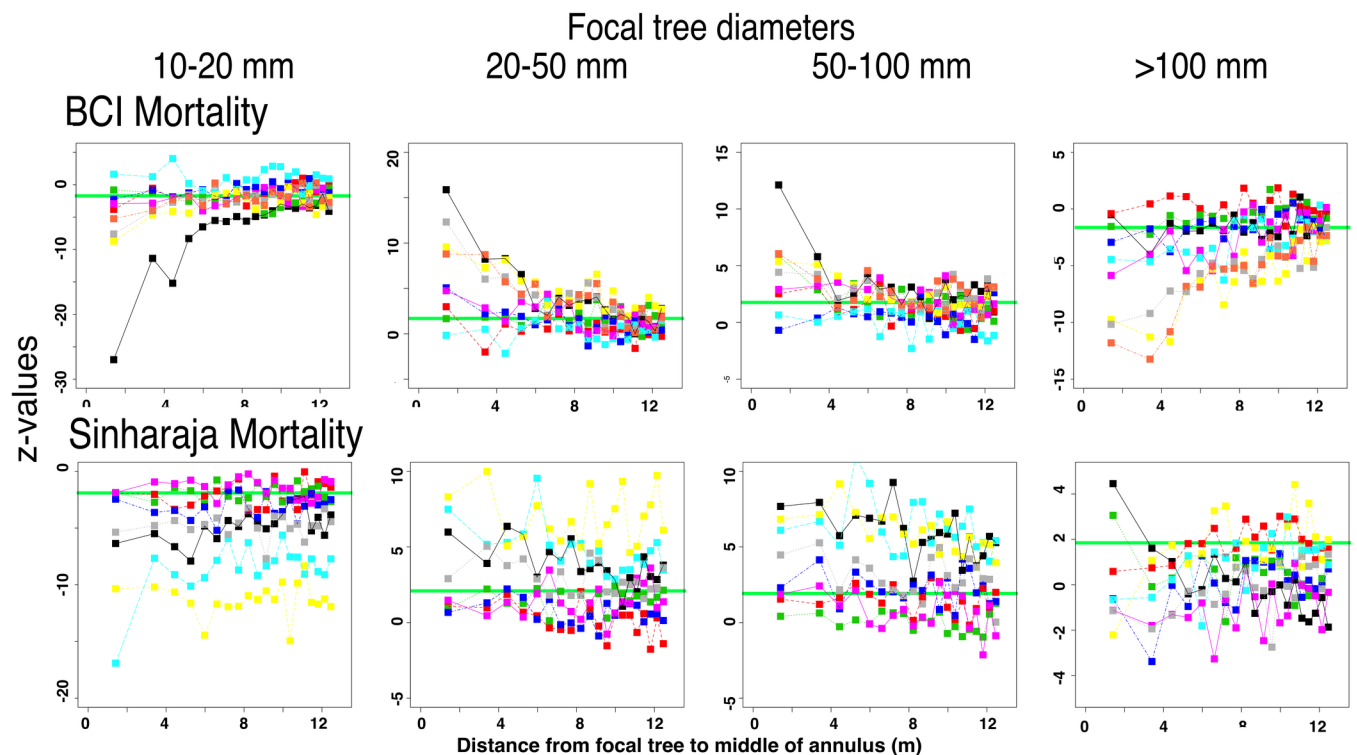 Focal tree diameters
10-20 mm 20-50 mm 50-100 mm >100 mm
BCI Mortality
0 -10 -20 -30
20 10 0
15 10 5 0 -5
5 0 -5 -10 -15
0 4 8 12
0 4 8 12
0 4 8 12
0 4 8 12
z-values
Sinharaja Mortality
0 -10 -20
10 5 0 -5
10 5 0 -5
4 2 0 -2 -4
0 4 8 12
0 4 8 12
0 4 8 12
0 4 8 12
Distance from focal tree to middle of annulus (m)